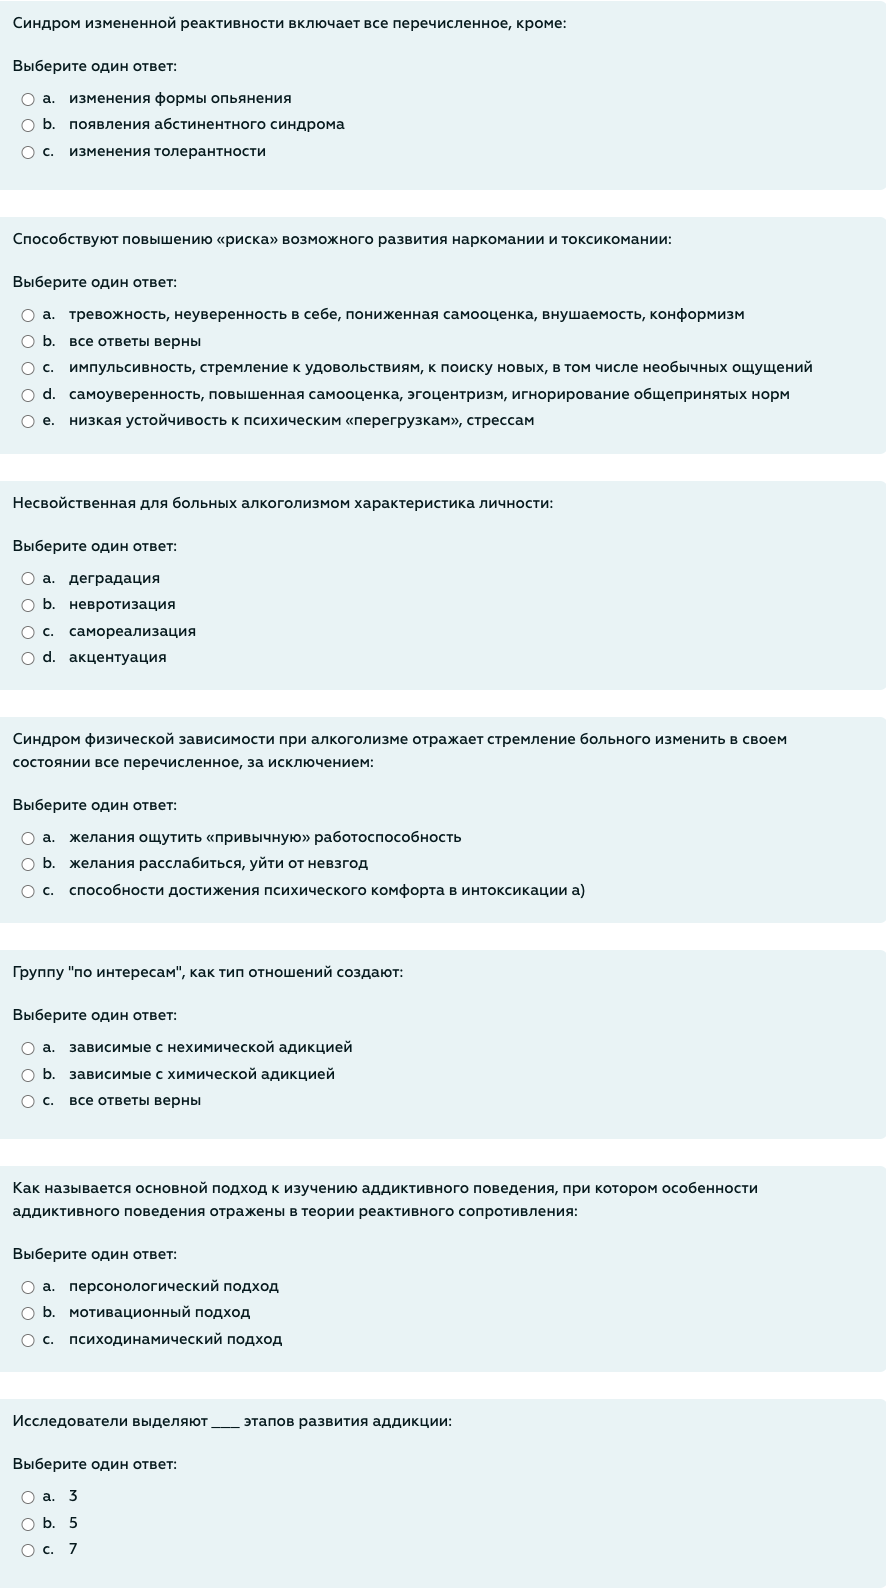 Синдром измененной реактивности включает все перечисленное, кроме:
Выберите один ответ:
a. изменения формы опьянения
b. появления абстинентного синдрома
c. изменения толерантности
Способствуют повышению «риска» возможного развития наркомании и токсикомании:
Выберите один ответ:
a. тревожность, неуверенность в себе, пониженная самооценка, внушаемость, конформизм
b. все ответы верны
c. импульсивность, стремление к удовольствиям, к поиску новых, в том числе необычных ощущений
d. самоуверенность, повышенная самооценка, эгоцентризм, игнорирование общепринятых норм
e. низкая устойчивость к психическим «перегрузкам», стрессам
Несвойственная для больных алкоголизмом характеристика личности:
Выберите один ответ:
a. деградация
b. невротизация
c. самореализация
d. акцентуация
Синдром физической зависимости при алкоголизме отражает стремление больного изменить в своем
состоянии все перечисленное, за исключением:
Выберите один ответ:
a. желания ощутить «привычную» работоспособность
b. желания расслабиться, уйти от невзгод
c. способности достижения психического комфорта в интоксикации а)
Группу "по интересам", как тип отношений создают:
Выберите один ответ:
a. зависимые с нехимической адикцией
b. зависимые с химической адикцией
c. все ответы верны
Как называется основной подход к изучению аддиктивного поведения, при котором особенности
аддиктивного поведения отражены в теории реактивного сопротивления:
Выберите один ответ:
a. персонологический подход
b. мотивационный подход
c. психодинамический подход
Исследователи выделяют ___ этапов развития аддикции:
Выберите один ответ:
a. 3
b. 5
c. 7